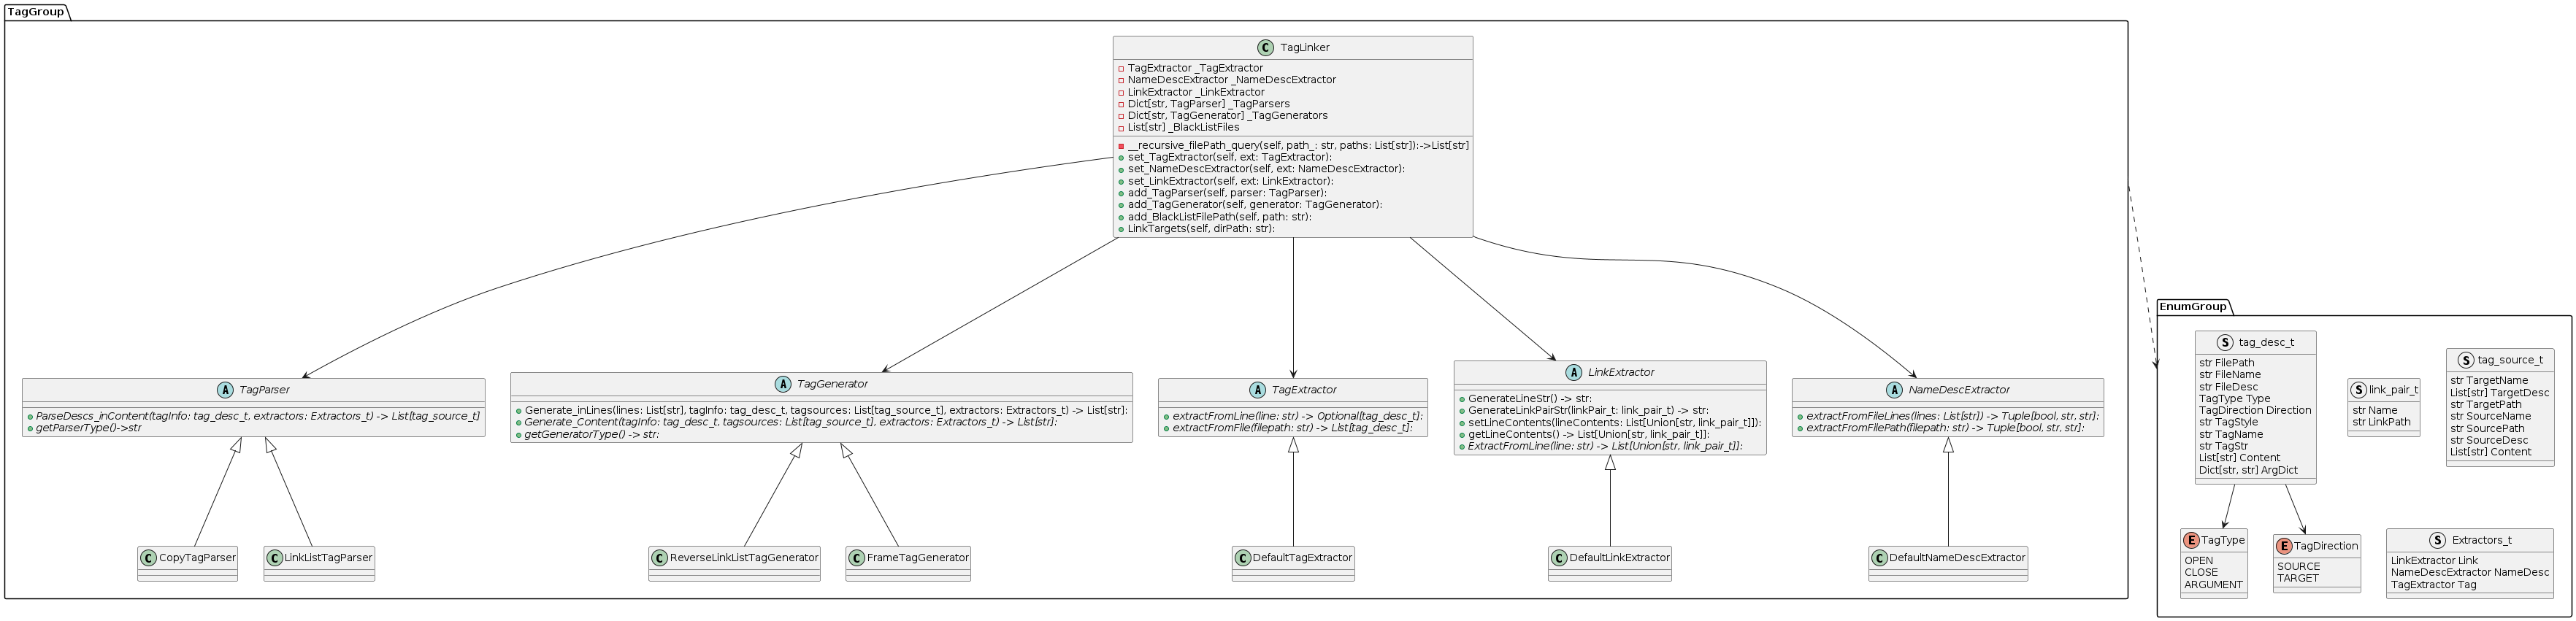 TagGroup
C TagLinker
TagExtractor _TagExtractor
NameDescExtractor _NameDescExtractor
LinkExtractor _LinkExtractor
Dict[str, TagParser] _TagParsers
Dict[str, TagGenerator] _TagGenerators
List[str] _BlackListFiles
__recursive_filePath_query(self, path_: str, paths: List[str]):->List[str]
set_TagExtractor(self, ext: TagExtractor):
set_NameDescExtractor(self, ext: NameDescExtractor):
set_LinkExtractor(self, ext: LinkExtractor):
add_TagParser(self, parser: TagParser):
add_TagGenerator(self, generator: TagGenerator):
add_BlackListFilePath(self, path: str):
LinkTargets(self, dirPath: str):
A TagParser
ParseDescs_inContent(tagInfo: tag_desc_t, extractors: Extractors_t) -> List[tag_source_t]
getParserType()->str
A TagGenerator
Generate_inLines(lines: List[str], tagInfo: tag_desc_t, tagsources: List[tag_source_t], extractors: Extractors_t) -> List[str]:
Generate_Content(tagInfo: tag_desc_t, tagsources: List[tag_source_t], extractors: Extractors_t) -> List[str]:
getGeneratorType() -> str:
A TagExtractor
extractFromLine(line: str) -> Optional[tag_desc_t]:
extractFromFile(filepath: str) -> List[tag_desc_t]:
A LinkExtractor
GenerateLineStr() -> str:
GenerateLinkPairStr(linkPair_t: link_pair_t) -> str:
setLineContents(lineContents: List[Union[str, link_pair_t]]):
getLineContents() -> List[Union[str, link_pair_t]]:
ExtractFromLine(line: str) -> List[Union[str, link_pair_t]]:
A NameDescExtractor
extractFromFileLines(lines: List[str]) -> Tuple[bool, str, str]:
extractFromFilePath(filepath: str) -> Tuple[bool, str, str]:
C CopyTagParser
C LinkListTagParser
C ReverseLinkListTagGenerator
C FrameTagGenerator
C DefaultTagExtractor
C DefaultLinkExtractor
C DefaultNameDescExtractor
EnumGroup
S tag_desc_t
str FilePath
str FileName
str FileDesc
TagType Type
TagDirection Direction
str TagStyle
str TagName
str TagStr
List[str] Content
Dict[str, str] ArgDict
S link_pair_t
str Name
str LinkPath
S tag_source_t
str TargetName
List[str] TargetDesc
str TargetPath
str SourceName
str SourcePath
str SourceDesc
List[str] Content
E TagType
OPEN
CLOSE
ARGUMENT
E TagDirection
SOURCE
TARGET
S Extractors_t
LinkExtractor Link
NameDescExtractor NameDesc
TagExtractor Tag